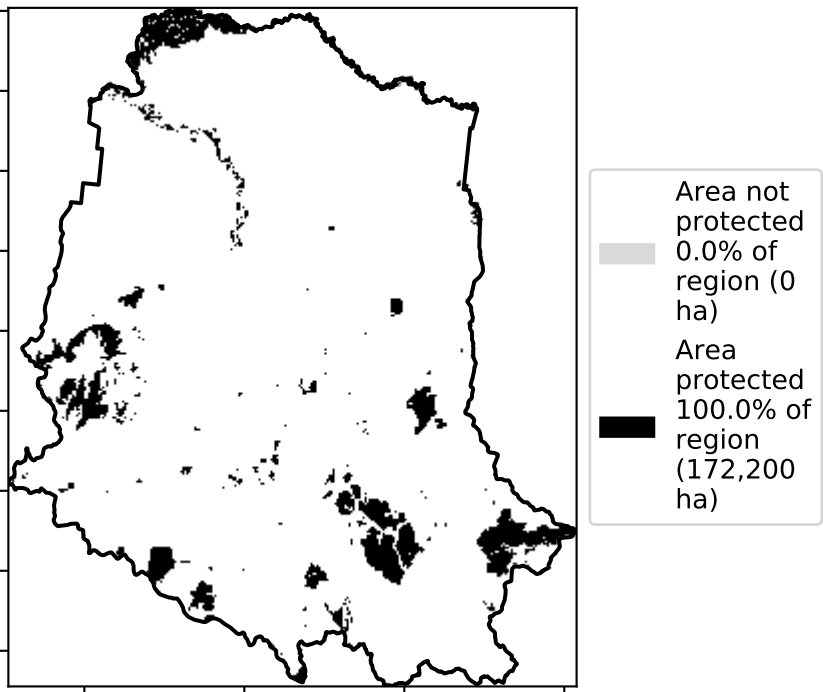 Area not
protected
0.0% of
region (0
ha)
Area
protected
100.0% of
region
(172,200
ha)